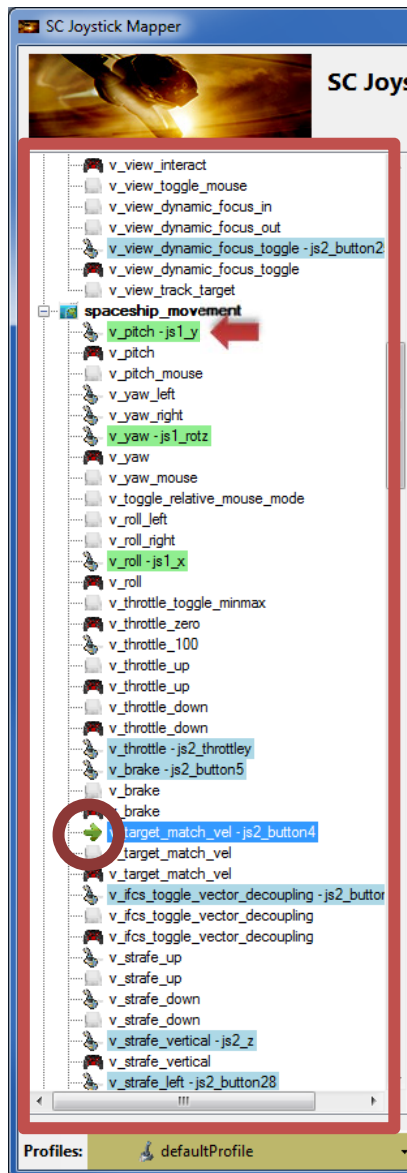 SC Joystick Mapper
SC Joys
v_view_interact
v_view_toggle_mouse
v_view_dynamic_focus_in
v_view_dynamic_focus_out
v_view_dynamic_focus_toggle - js2_button2
v_view_dynamic_focus_toggle
v_view_track_target
spaceship_movement
v_pitch - js1_y
v_pitch
v_pitch_mouse
v_yaw_left
v_yaw_right
v_yaw - js1_rotz
v_yaw
v_yaw_mouse
v_toggle_relative_mouse_mode
v_roll_left
v_roll_right
v_roll - js1_x
v_roll
v_throttle_toggle_minmax
v_throttle_zero
v_throttle_100
v_throttle_up
v_throttle_up
v_throttle_down
v_throttle_down
v_throttle - js2_throttley
v_brake - js2_button5
v_brake
v_brake
v_target_match_vel - js2_button4
v_target_match_vel
v_target_match_vel
v_ifcs_toggle_vector_decoupling - js2_button
v_ifcs_toggle_vector_decoupling
v_ifcs_toggle_vector_decoupling
v_strafe_up
v_strafe_up
v_strafe_down
v_strafe_down
v_strafe_vertical - js2_z
v_strafe_vertical
v_strafe_left - js2_button28
Profiles: defaultProfile